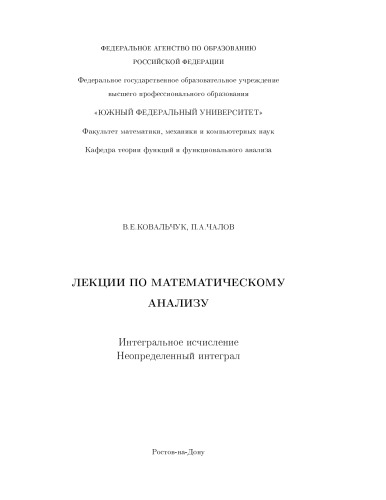 ФЕДЕРАЛЬНОЕ АГЕНСТВО ПО ОБРАЗОВАНИЮ
РОССИЙСКОЙ ФЕДЕРАЦИИ
Федеральное государственное образовательное учреждение
высшего профессионального образования
«ЮЖНЫЙ ФЕДЕРАЛЬНЫЙ УНИВЕРСИТЕТ»
Факультет математики, механики и компьютерных наук
Кафедра теории функций и функционального анализа
В.Е.КОВАЛЬЧУК, П.А.ЧАЛОВ
ЛЕКЦИИ ПО МАТЕМАТИЧЕСКОМУ
АНАЛИЗУ
Интегральное исчисление
Неопределенный интеграл
Ростов-на-Дону